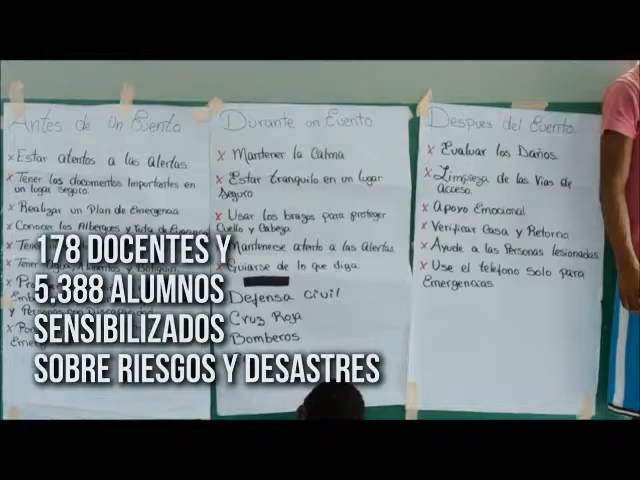 Antes de un Evento
x Estar atentos a las alertas
x Tener los documentos Importantes en
un lugar seguro.
x Realizar un Plan de Emergencia
x Conocer los Albergues y
Durante un Evento
x Mantener la Calma
x Estar tranquilo en un lugar
seguro
x Usar los brazos para proteger
Cuello y Cabeza
Mantenerse atento a las Alertas.
Guiarse de lo que diga
Defensa civil
Cruz Roja
Bomberos
Despues del Evento
x Evaluar los Daños.
x Limpieza de las Vias de
Acceso.
x Apoyo Emocional
x Verificar Casa y Retorno
x Ayude a las Personas lesionadas
x Use el telefono Solo para
Emergencias.
178 DOCENTES Y
5.388 ALUMNOS
SENSIBILIZADOS
SOBRE RIESGOS Y DESASTRES